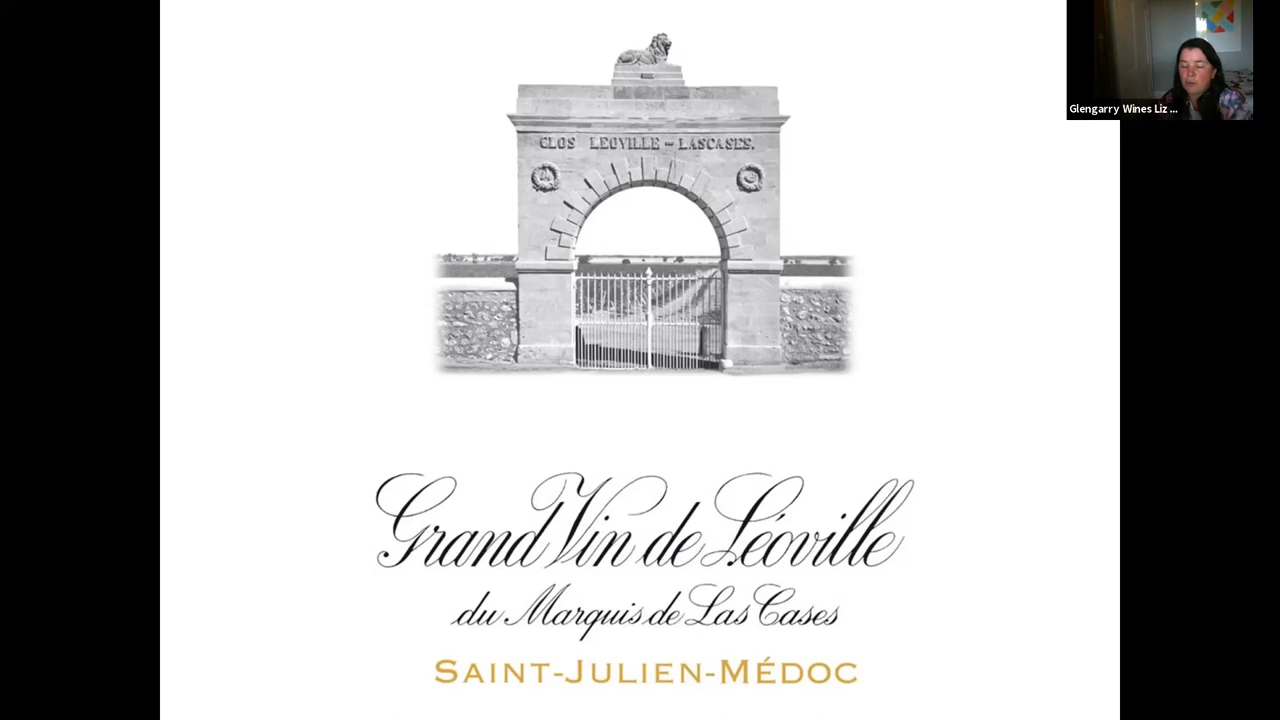 Glengarry Wines Liz ...
CLOS LEOVILLE-LASCASES.
Grand Vin de Léoville
du Marquis de Las Cases
SAINT-JULIEN-MÉDOC